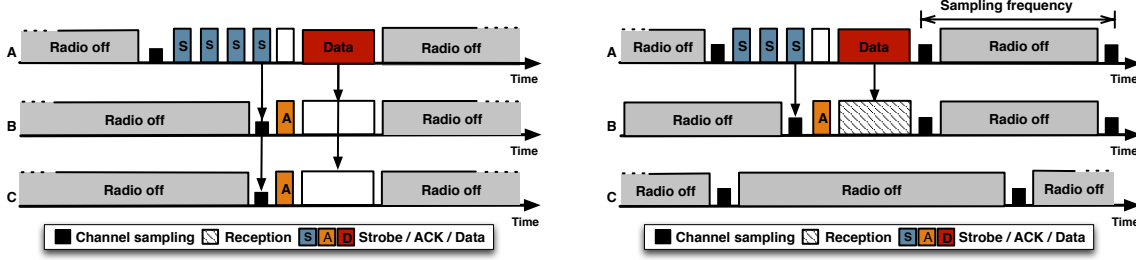 A Radio off S S S S Data Radio off
Time
B Radio off A Radio off
Time
C Radio off A Radio off
Time
Channel sampling Reception S A D Strobe / ACK / Data
Sampling frequency
A Radio off S S S Data Radio off
Time
B Radio off A Radio off
Time
C Radio off Radio off Radio off
Time
Channel sampling Reception S A D Strobe / ACK / Data